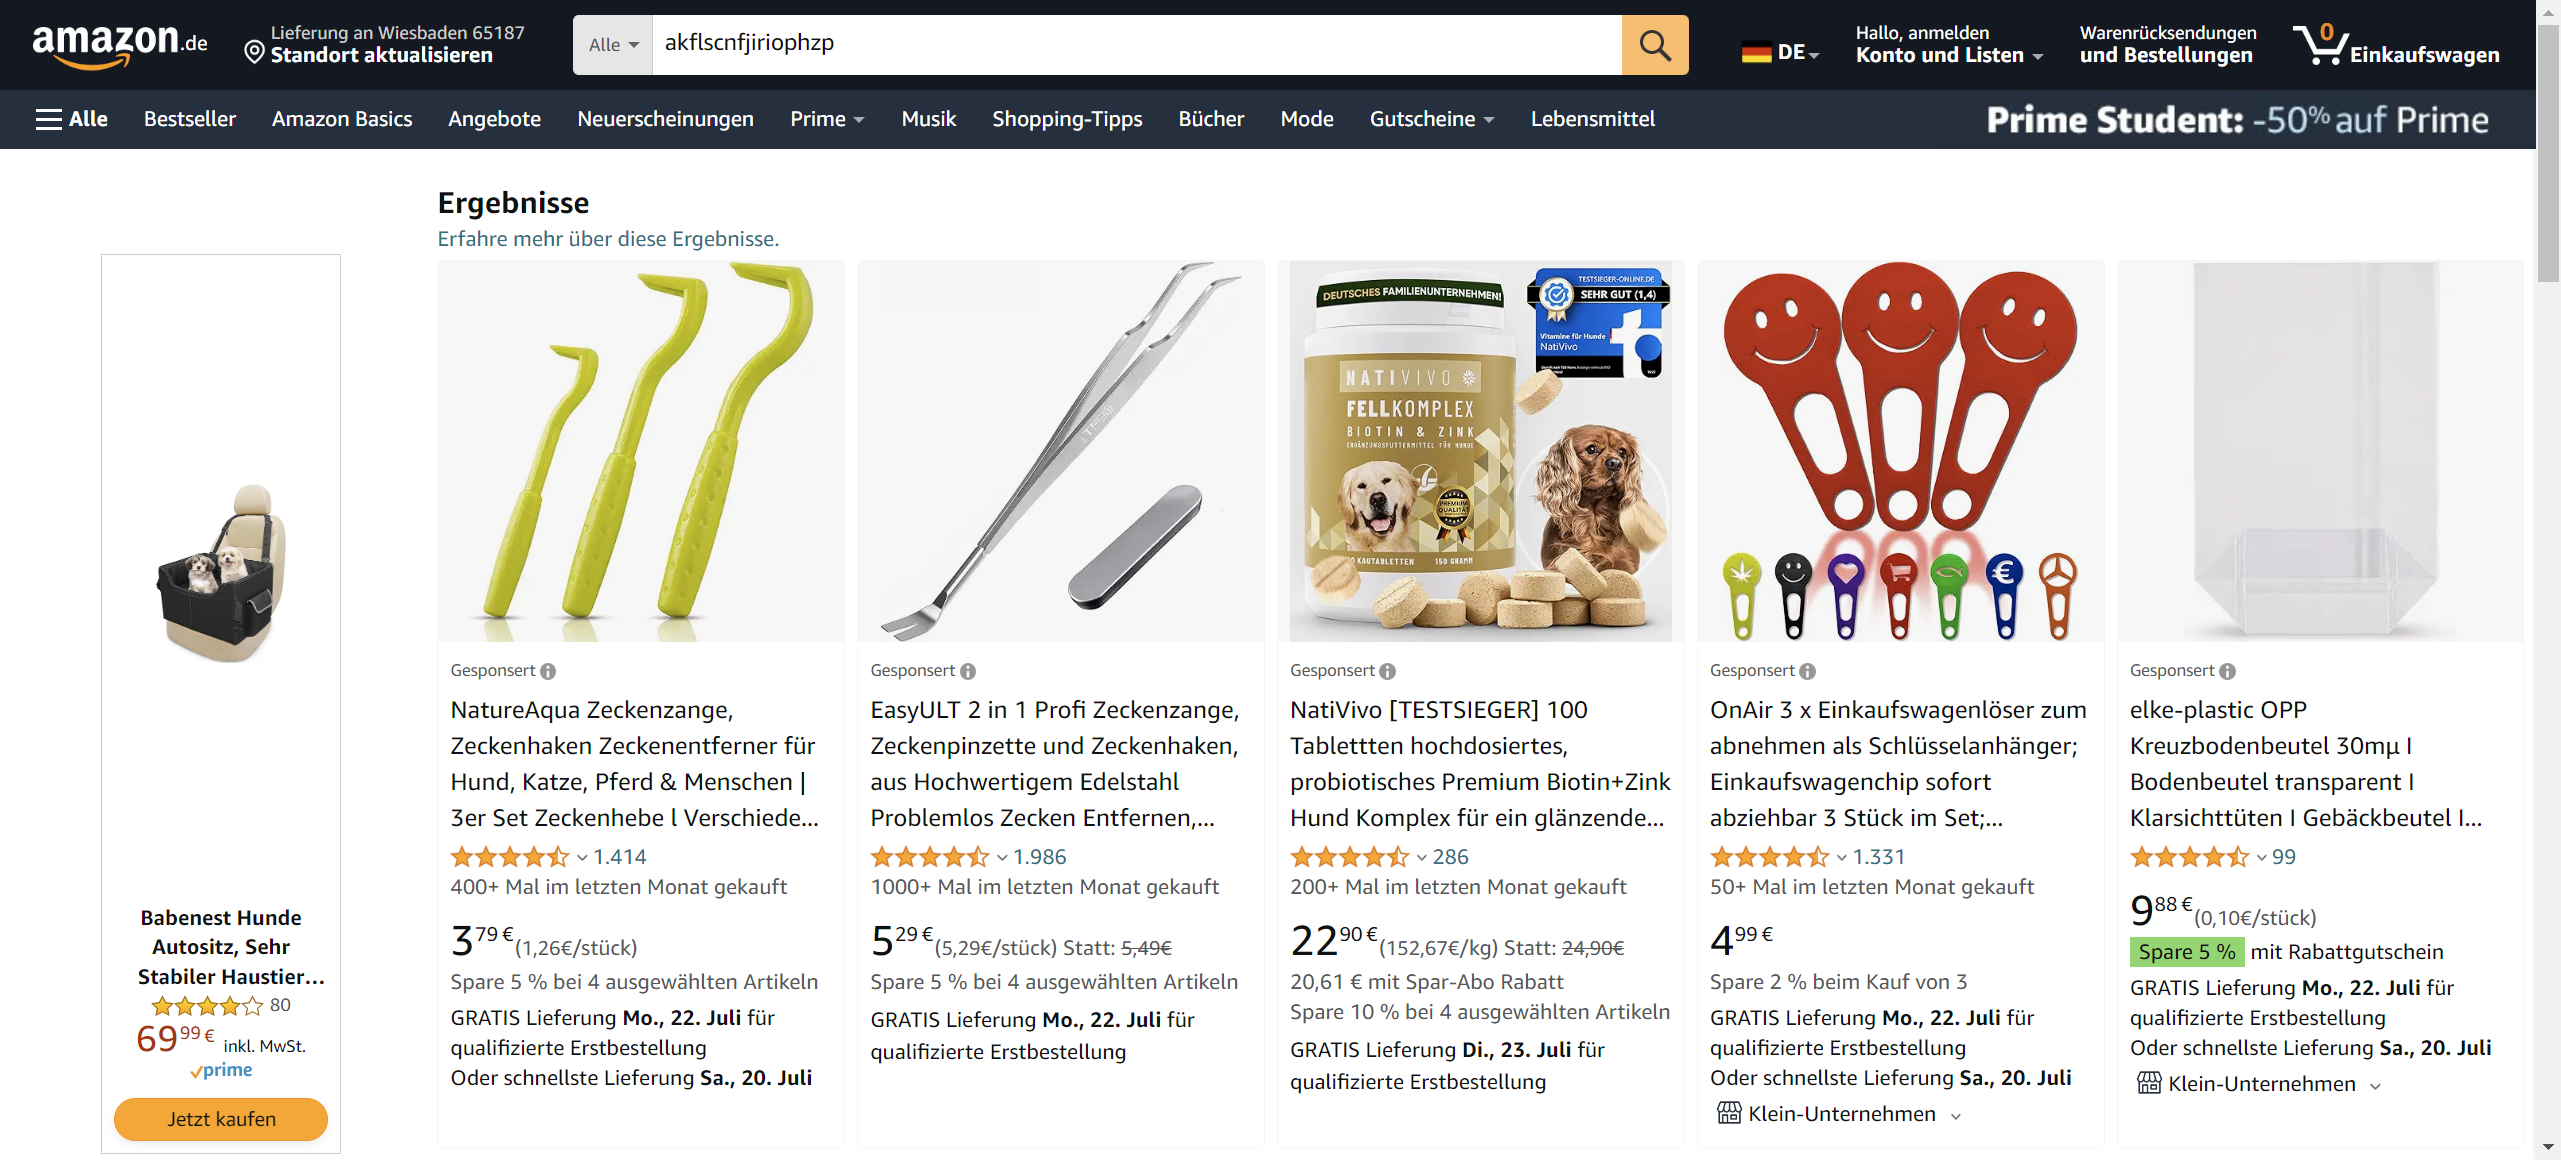 amazon.de
Lieferung an Wiesbaden 65187
Standort aktualisieren
Alle
akflscnfjiriophzp
DE
Hallo, anmelden
Konto und Listen
Warenrücksendungen
und Bestellungen
0
Einkaufswagen
Alle
Bestseller
Amazon Basics
Angebote
Neuerscheinungen
Prime
Musik
Shopping-Tipps
Bücher
Mode
Gutscheine
Lebensmittel
Prime Student: -50% auf Prime
Ergebnisse
Erfahre mehr über diese Ergebnisse.
Babenest Hunde
Autositz, Sehr
Stabiler Haustier...
80
69 99 € inkl. MwSt.
prime
Jetzt kaufen
Gesponsert
NatureAqua Zeckenzange,
Zeckenhaken Zeckenentferner für
Hund, Katze, Pferd & Menschen |
3er Set Zeckenhebe l Verschiede...
1.414
400+ Mal im letzten Monat gekauft
3 79 € (1,26€/stück)
Spare 5 % bei 4 ausgewählten Artikeln
GRATIS Lieferung Mo., 22. Juli für
qualifizierte Erstbestellung
Oder schnellste Lieferung Sa., 20. Juli
Gesponsert
EasyULT 2 in 1 Profi Zeckenzange,
Zeckenpinzette und Zeckenhaken,
aus Hochwertigem Edelstahl
Problemlos Zecken Entfernen,...
1.986
1000+ Mal im letzten Monat gekauft
5 29 € (5,29€/stück) Statt: 5,49€
Spare 5 % bei 4 ausgewählten Artikeln
GRATIS Lieferung Mo., 22. Juli für
qualifizierte Erstbestellung
DEUTSCHES FAMILIENUNTERNEHMEN!
TESTSIEGER-ONLINE.DE
SEHR GUT (1,4)
Vitamine für Hunde
NatiVivo
NATIVIVO
FELLKOMPLEX
BIOTIN & ZINK
ERGÄNZUNGSFUTTERMITTEL FÜR HUNDE
PREMIUM
QUALITÄT
KAUTABLETTEN
150 GRAMM
Gesponsert
NatiVivo [TESTSIEGER] 100
Tablettten hochdosiertes,
probiotisches Premium Biotin+Zink
Hund Komplex für ein glänzende...
286
200+ Mal im letzten Monat gekauft
22 90 € (152,67€/kg) Statt: 24,90€
20,61 € mit Spar-Abo Rabatt
Spare 10 % bei 4 ausgewählten Artikeln
GRATIS Lieferung Di., 23. Juli für
qualifizierte Erstbestellung
€
Gesponsert
OnAir 3 x Einkaufswagenlöser zum
abnehmen als Schlüsselanhänger;
Einkaufswagenchip sofort
abziehbar 3 Stück im Set;...
1.331
50+ Mal im letzten Monat gekauft
4 99 €
Spare 2 % beim Kauf von 3
GRATIS Lieferung Mo., 22. Juli für
qualifizierte Erstbestellung
Oder schnellste Lieferung Sa., 20. Juli
Klein-Unternehmen
Gesponsert
elke-plastic OPP
Kreuzbodenbeutel 30mµ I
Bodenbeutel transparent I
Klarsichttüten I Gebäckbeutel I...
99
9 88 € (0,10€/stück)
Spare 5 % mit Rabattgutschein
GRATIS Lieferung Mo., 22. Juli für
qualifizierte Erstbestellung
Oder schnellste Lieferung Sa., 20. Juli
Klein-Unternehmen